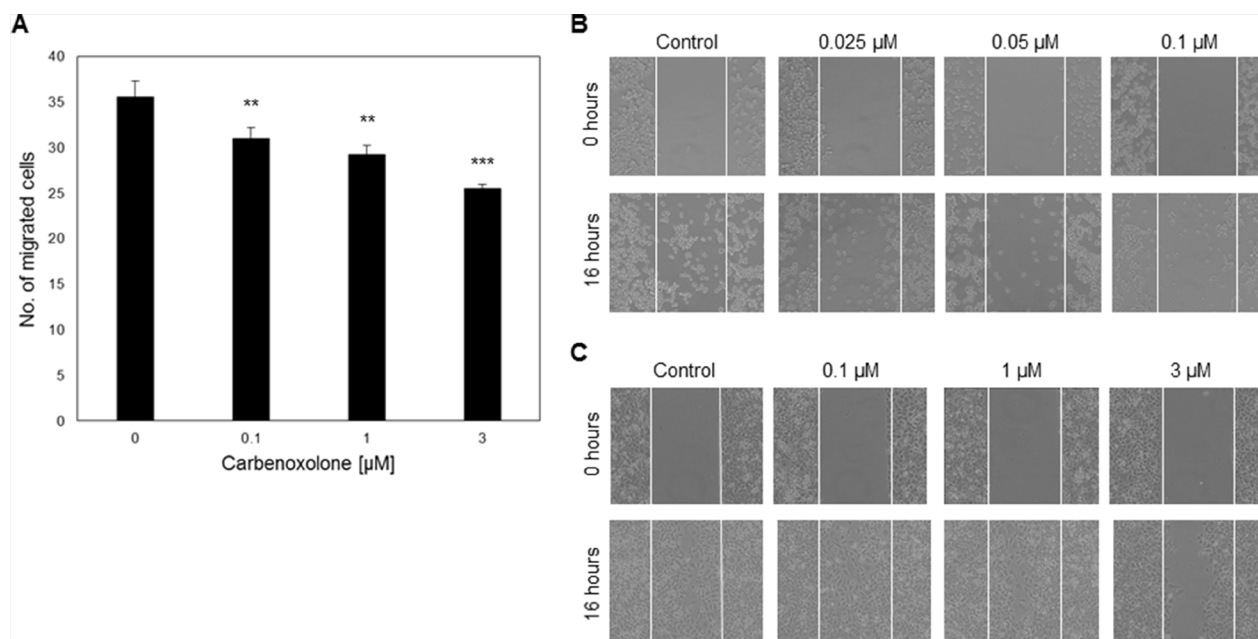 A
No. of migrated cells
40
35
30
25
20
15
10
5
0
**
**
***
0 0.1 1 3
Carbenoxolone [µM]
B
Control 0.025 µM 0.05 µM 0.1 µM
0 hours
16 hours
C
Control 0.1 µM 1 µM 3 µM
0 hours
16 hours